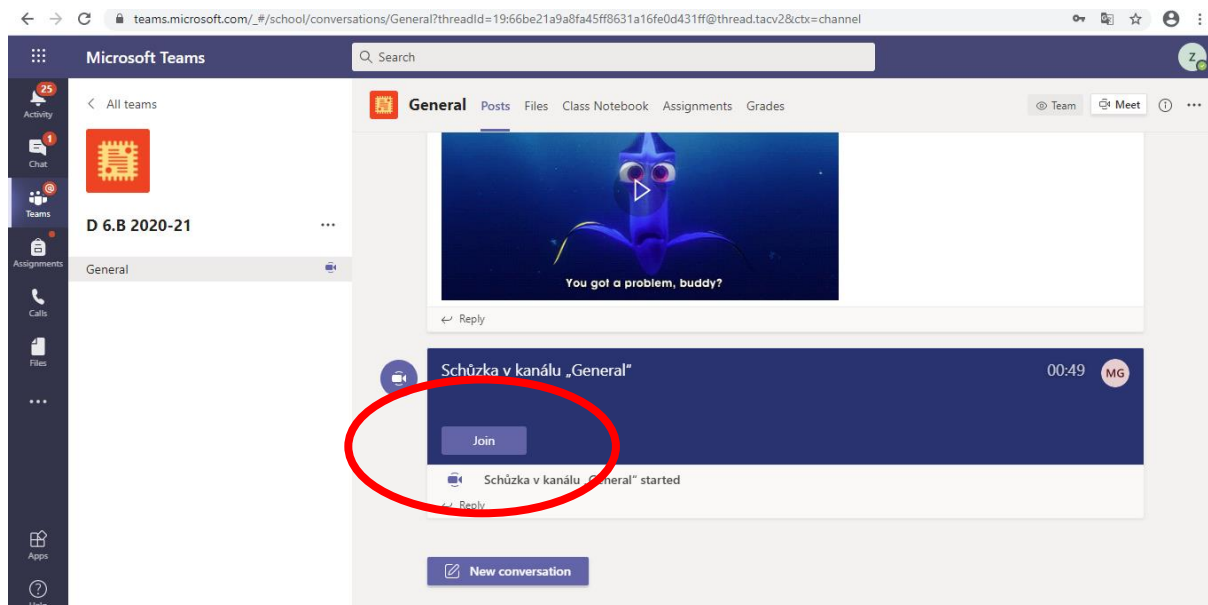 teams.microsoft.com/_#/school/conversations/General?threadId=19:66be21a9a8fa45ff8631a16fe0d431ff@thread.tacv2&ctx=channel
Microsoft Teams
Search
Z
25
Activity
1
Chat
@
Teams
Assignments
Calls
Files
Apps
Help
All teams
D 6.B 2020-21
General
General Posts Files Class Notebook Assignments Grades
Team Meet
You got a problem, buddy?
Reply
Schůzka v kanálu „General“ 00:49 MG
Join
Schůzka v kanálu „General“ started
Reply
New conversation